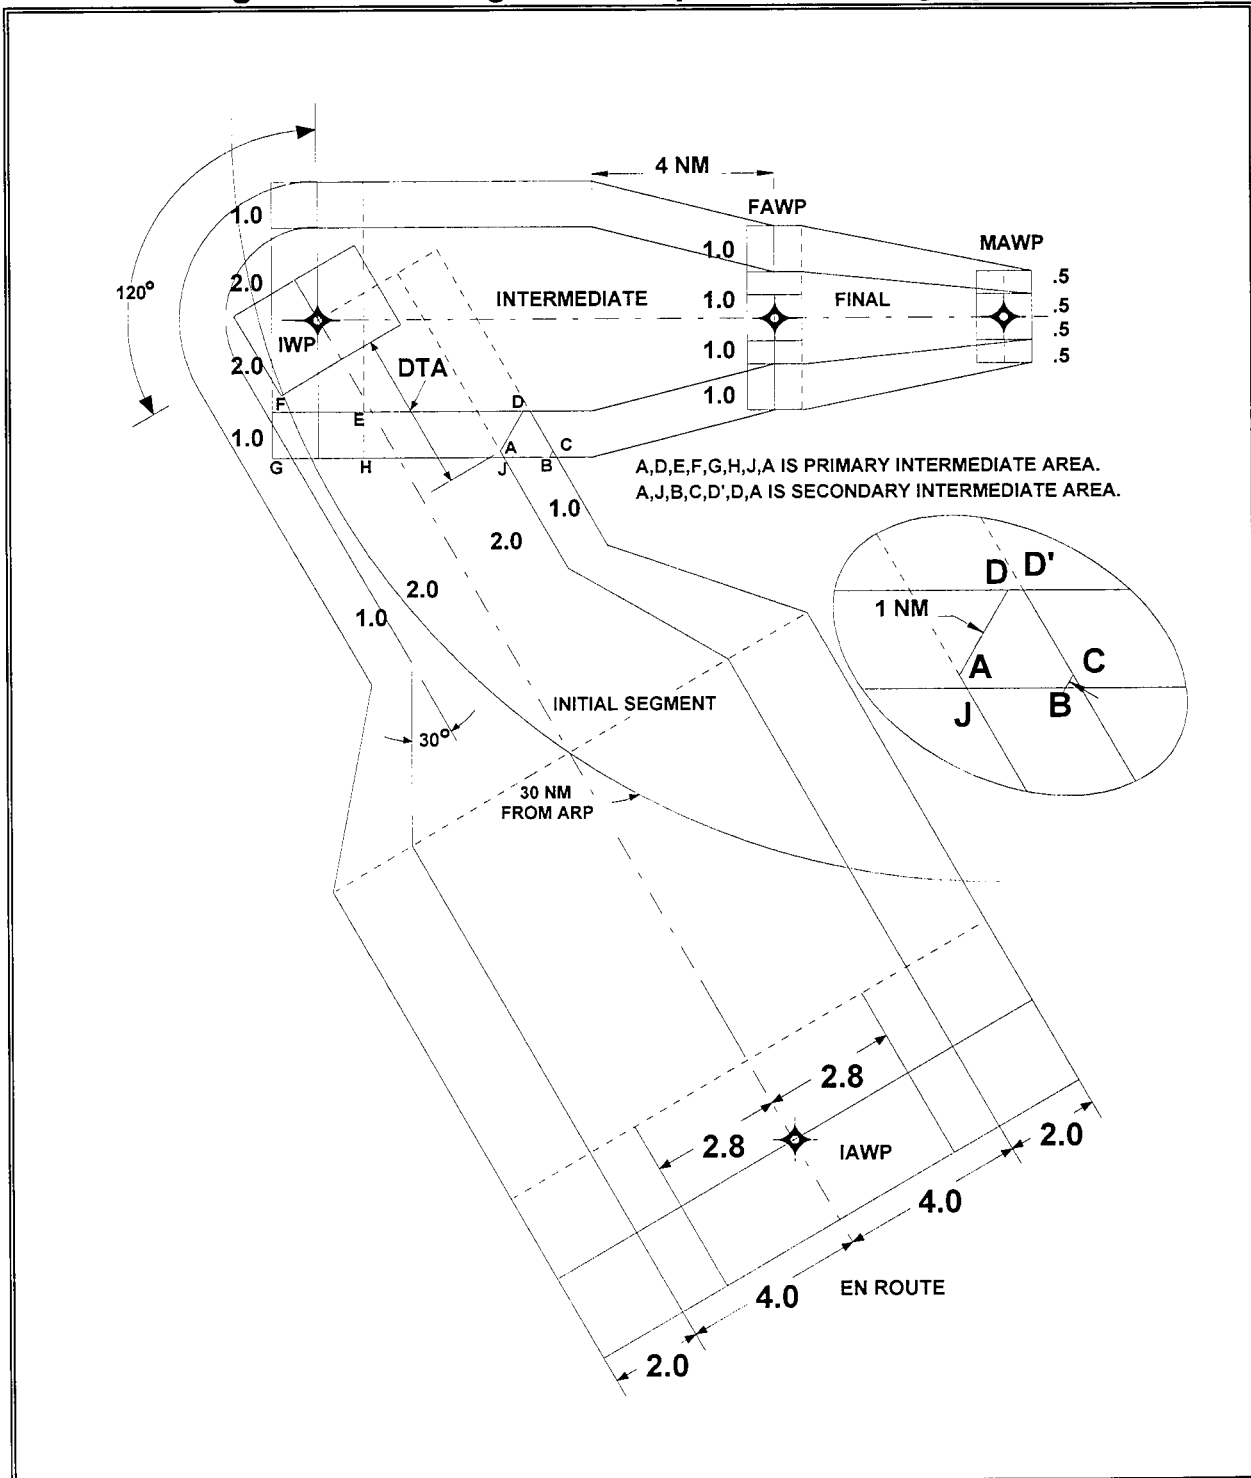 4 NM
FAWP
1.0
1.0
MAWP
.5
2.0
1.0
.5
120°
INTERMEDIATE
FINAL
.5
IWP
1.0
.5
2.0
DTA
1.0
F
E
D
1.0
A
C
G
H
J
B
A,D,E,F,G,H,J,A IS PRIMARY INTERMEDIATE AREA.
A,J,B,C,D',D,A IS SECONDARY INTERMEDIATE AREA.
1.0
2.0
D
D'
2.0
1 NM
1.0
A
C
J
B
INITIAL SEGMENT
30°
30 NM
FROM ARP
2.8
2.8
IAWP
2.0
4.0
4.0
EN ROUTE
2.0